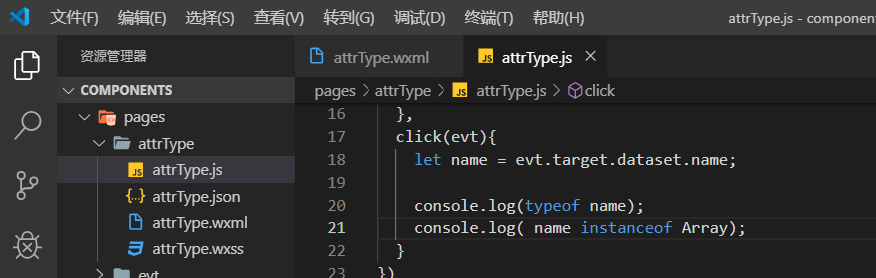 文件(F) 编辑(E) 选择(S) 查看(V) 转到(G) 调试(D) 终端(T) 帮助(H) attrType.js - component
资源管理器
COMPONENTS
pages
attrType
JS attrType.js
{..} attrType.json
attrType.wxml
attrType.wxss
evt
attrType.wxml JS attrType.js
pages > attrType > JS attrType.js > click
16 },
17 click(evt){
18 let name = evt.target.dataset.name;
19
20 console.log(typeof name);
21 console.log( name instanceof Array);
22 }
23 })